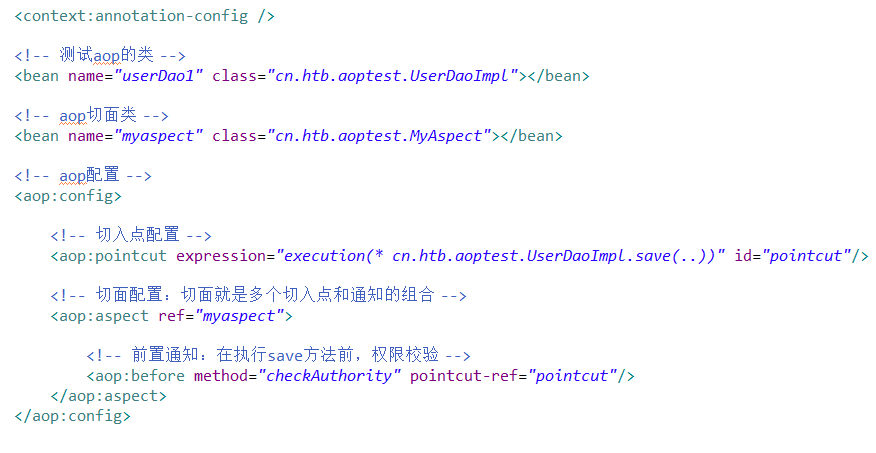 <context:annotation-config />
<!-- 测试aop的类 -->
<bean name="userDao1" class="cn.htb.aoptest.UserDaoImpl"></bean>
<!-- aop切面类 -->
<bean name="myaspect" class="cn.htb.aoptest.MyAspect"></bean>
<!-- aop配置 -->
<aop:config>
<!-- 切入点配置 -->
<aop:pointcut expression="execution(* cn.htb.aoptest.UserDaoImpl.save(..))" id="pointcut"/>
<!-- 切面配置：切面就是多个切入点和通知的组合 -->
<aop:aspect ref="myaspect">
<!-- 前置通知：在执行save方法前，权限校验 -->
<aop:before method="checkAuthority" pointcut-ref="pointcut"/>
</aop:aspect>
</aop:config>